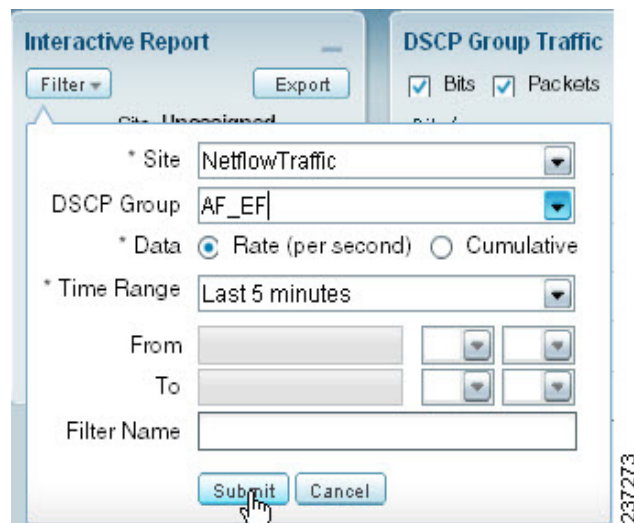 Interactive Report
DSCP Group Traffic
Filter
Export
Bits
Packets
Site
* Site
NetflowTraffic
DSCP Group
AF_EF
* Data
Rate (per second)
Cumulative
* Time Range
Last 5 minutes
From
To
Filter Name
Submit
Cancel
237273